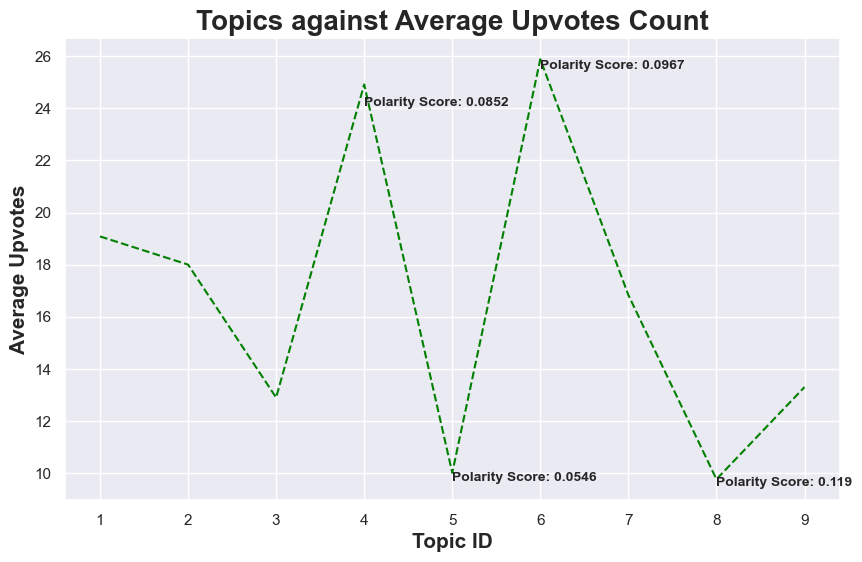 Topics against Average Upvotes Count
26
24
22
20
18
16
14
12
10
Average Upvotes
Polarity Score: 0.0967
Polarity Score: 0.0852
Polarity Score: 0.0546
Polarity Score: 0.119
1 2 3 4 5 6 7 8 9
Topic ID